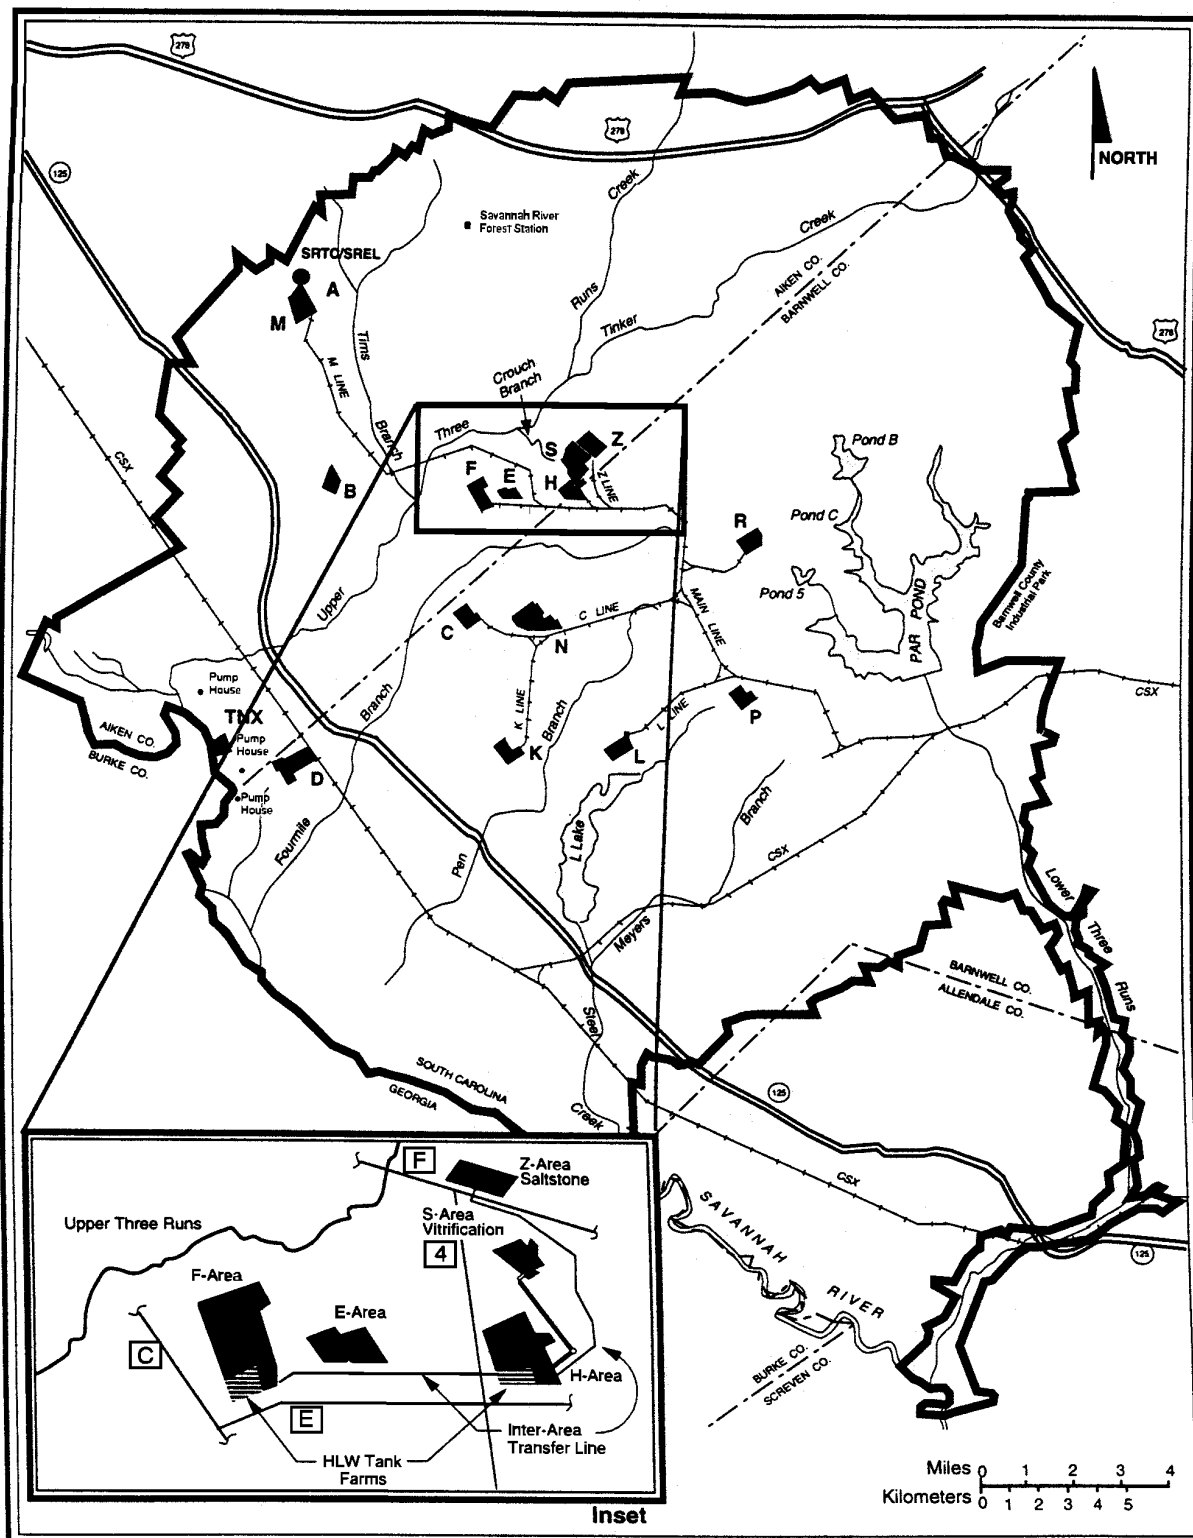 278
125
278
NORTH
Creek
Savannah River
Forest Station
Creek
SRTC/SREL
AIKEN CO.
BARNWELL CO.
A
Runs
M
Tinker
278
Tims
M LINE
Crouch
Branch
CSX
Branch
Three
S
Z
Pond B
F
E
H
Z LINE
B
Pond C
R
Upper
Pond 5
PAR POND
Barnwell County
Industrial Park
C
N
C LINE
MAIN
LINE
Pump
House
CSX
Branch
K LINE
Branch
L LINE
TNX
AIKEN CO.
BURKE CO.
Pump
House
P
K
L
D
Pump
House
Branch
Fourmile
Pen
L Lake
CSX
Lower
Three
Runs
Meyers
BARNWELL CO.
ALLENDALE CO.
Steel
Creek
SOUTH CAROLINA
GEORGIA
125
CSX
SAVANNAH
RIVER
125
BURKE CO.
SCREVEN CO.
F
Z-Area
Saltstone
Upper Three Runs
S-Area
Vitrification
4
F-Area
E-Area
C
H-Area
E
Inter-Area
Transfer Line
HLW Tank
Farms
Inset
Miles 0 1 2 3 4
Kilometers 0 1 2 3 4 5